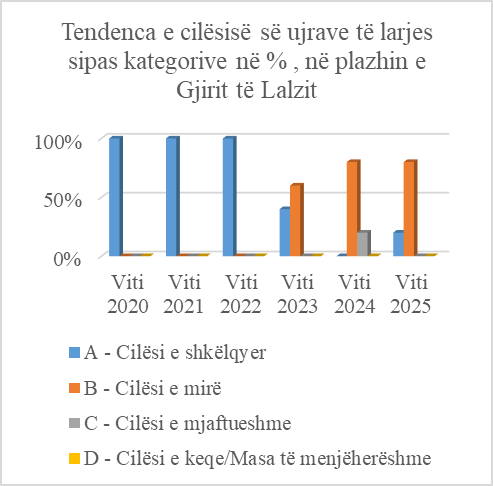 Tendenca e cilësisë së ujrave të larjes
sipas kategorive në % , në plazhin e
Gjirit të Lalzit
100%
50%
0%
Viti 2020
Viti 2021
Viti 2022
Viti 2023
Viti 2024
Viti 2025
A - Cilësi e shkëlqyer
B - Cilësi e mirë
C - Cilësi e mjaftueshme
D - Cilësi e keqe/Masa të menjëherëshme